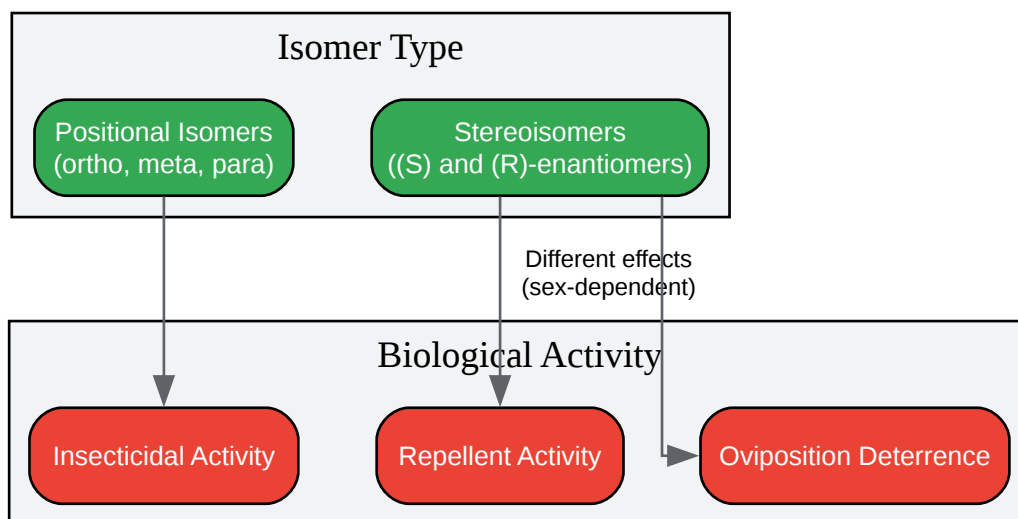 Isomer Type
Positional Isomers
(ortho, meta, para)
Stereoisomers
((S) and (R)-enantiomers)
Different effects
(sex-dependent)
Biological Activity
Insecticidal Activity
Repellent Activity
Oviposition Deterrence